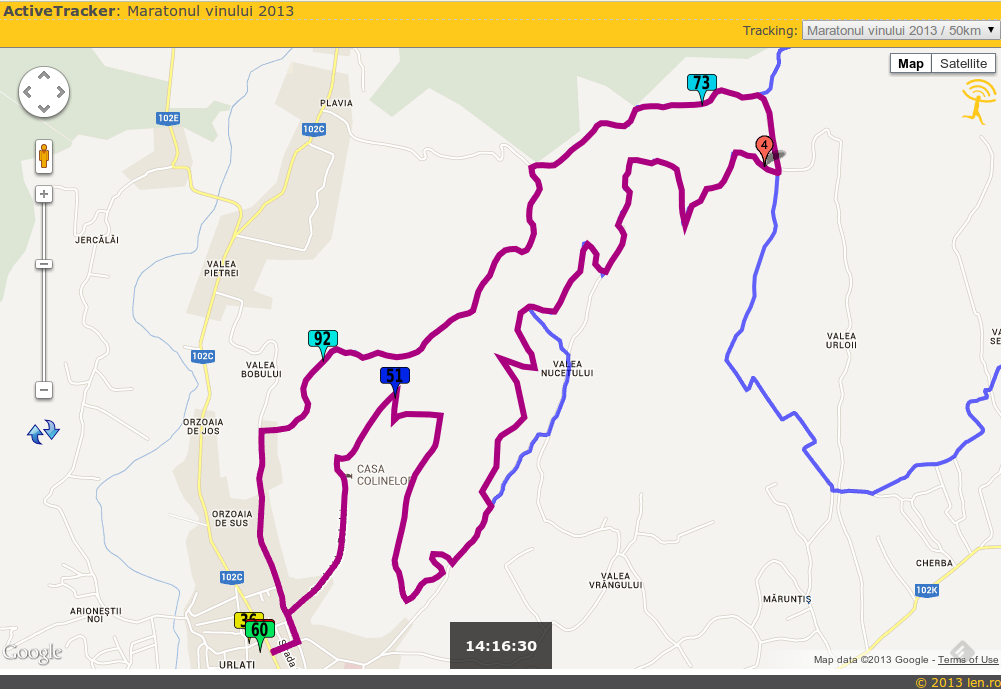 ActiveTracker: Maratonul vinului 2013
Tracking: Maratonul vinului 2013 / 50km
Map Satellite
73
PLAVIA
102E
102C
4
JERCĂLĂI
VALEA
PIETREI
92
VALEA
URLOII
102C
VALEA
BOBULUI
51
VALEA
NUCETULUI
ORZOAIA
DE JOS
CASA
COLINELOR
ORZOAIA
DE SUS
CHERBA
102C
VALEA
VRÂNGULUI
102K
MĂRUNȚIȘ
ARIONEȘTII
NOI
36
60
14:16:30
Strada
Google
URLAȚI
Map data ©2013 Google - Terms of Use
© 2013 len.ro